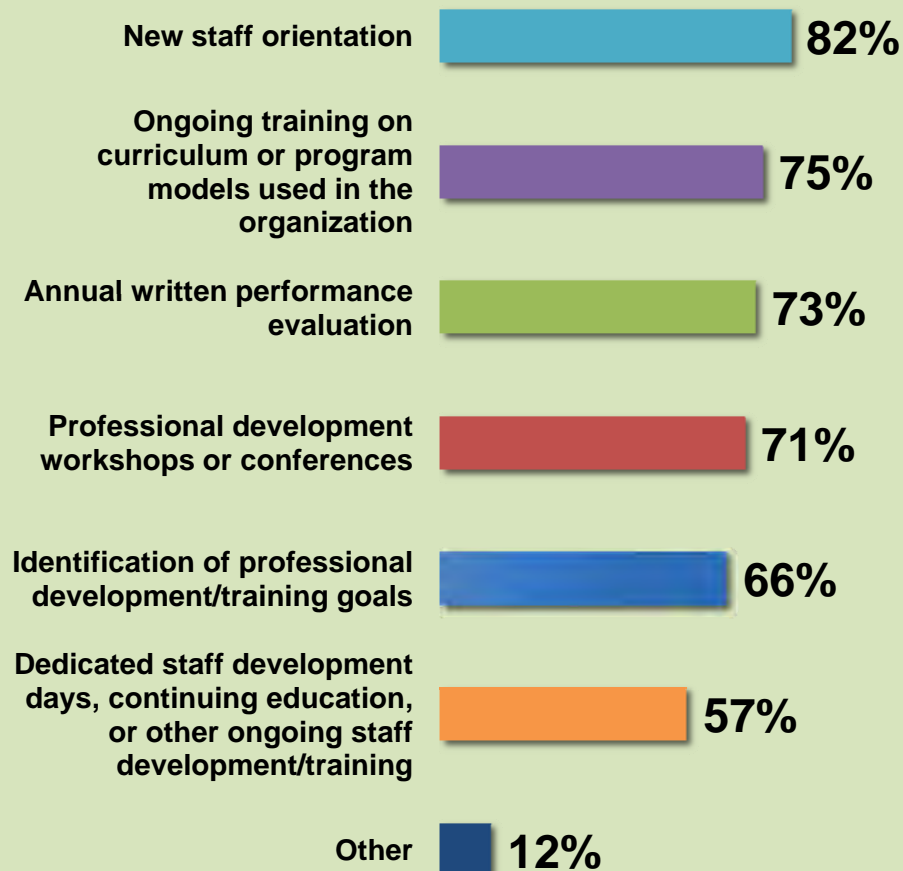 New staff orientation
82%
Ongoing training on
curriculum or program
models used in the
organization
75%
Annual written performance
evaluation
73%
Professional development
workshops or conferences
71%
Identification of professional
development/training goals
66%
Dedicated staff development
days, continuing education,
or other ongoing staff
development/training
57%
Other
12%